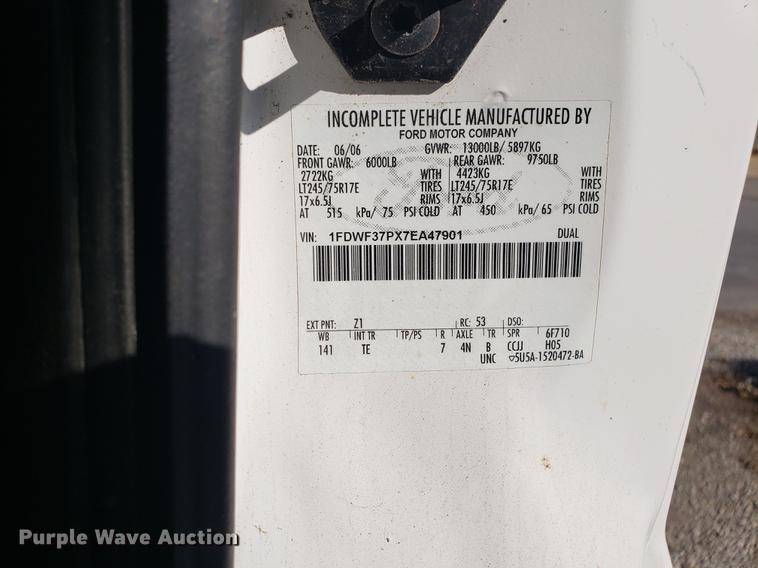 INCOMPLETE VEHICLE MANUFACTURED BY
FORD MOTOR COMPANY
DATE: 06/06 GVWR: 13000LB/ 5897KG
FRONT GAWR: 6000LB REAR GAWR: 9750LB
2722KG WITH 4423KG WITH
LT245/75R17E TIRES LT245/75R17E TIRES
17x6.5J RIMS 17x6.5J RIMS
AT 515 kPa/ 75 PSI COLD AT 450 kPa/ 65 PSI COLD
VIN: 1FDWF37PX7EA47901 DUAL
EXT PNT: Z1 RC: 53 DSO:
WB INT TR TP/PS R AXLE TR SPR 6F710
141 TE 7 4N B CCJJ H05
UNC 5U5A-1520472-BA
Purple Wave Auction